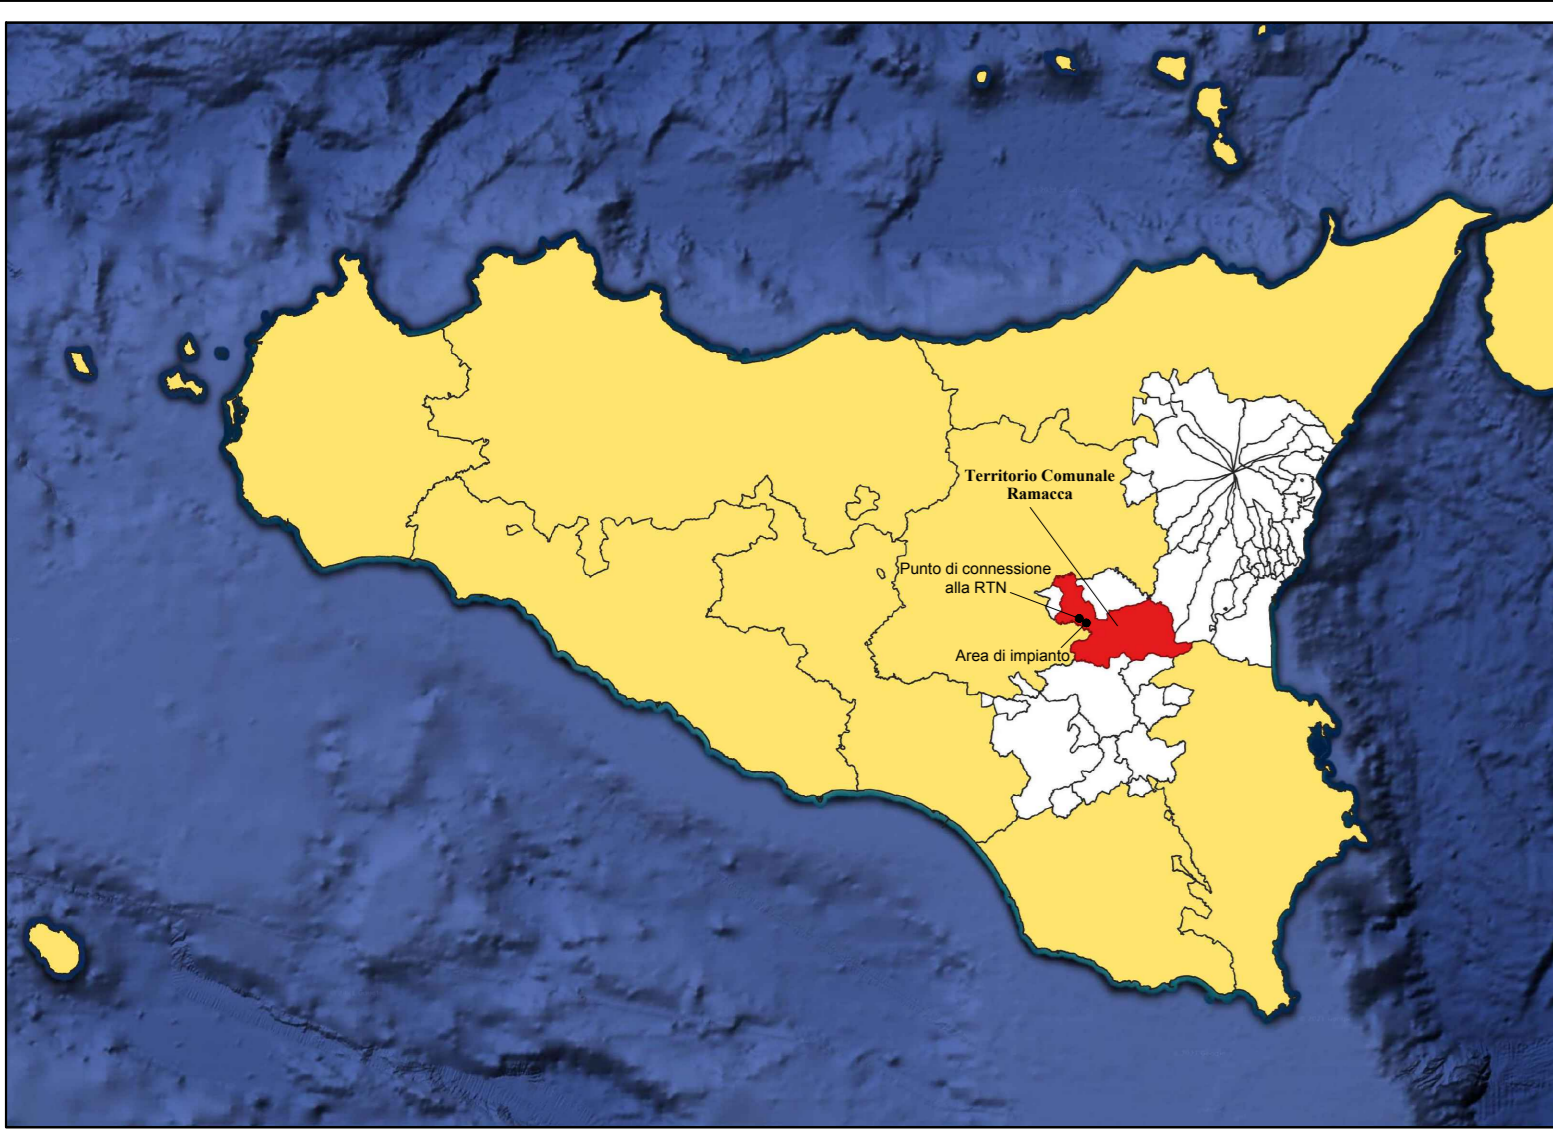 Territorio Comunale
Ramacca
Punto di connessione
alla RTN
Area di impianto